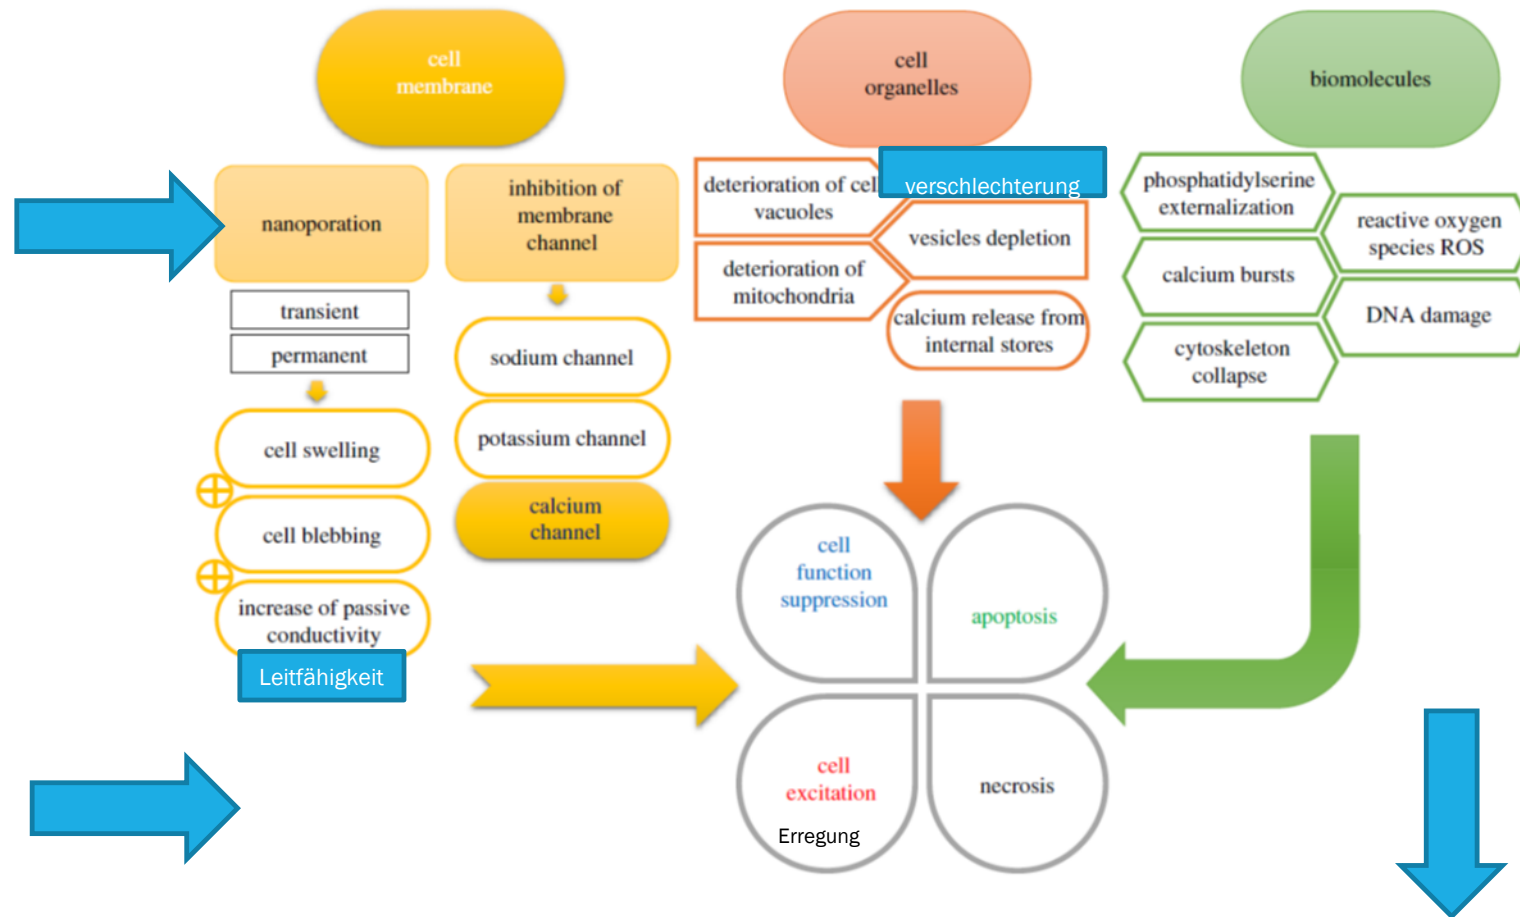 cell
membrane
cell
organelles
biomolecules
nanoporation
inhibition of
membrane
channel
transient
permanent
cell swelling
cell blebbing
increase of passive
conductivity
Leitfähigkeit
sodium channel
potassium channel
calcium
channel
deterioration of cell
vacuoles
verschlechterung
vesicles depletion
deterioration of
mitochondria
calcium release from
internal stores
phosphatidylserine
externalization
reactive oxygen
species ROS
calcium bursts
DNA damage
cytoskeleton
collapse
cell
function
suppression
apoptosis
cell
excitation
Erregung
necrosis